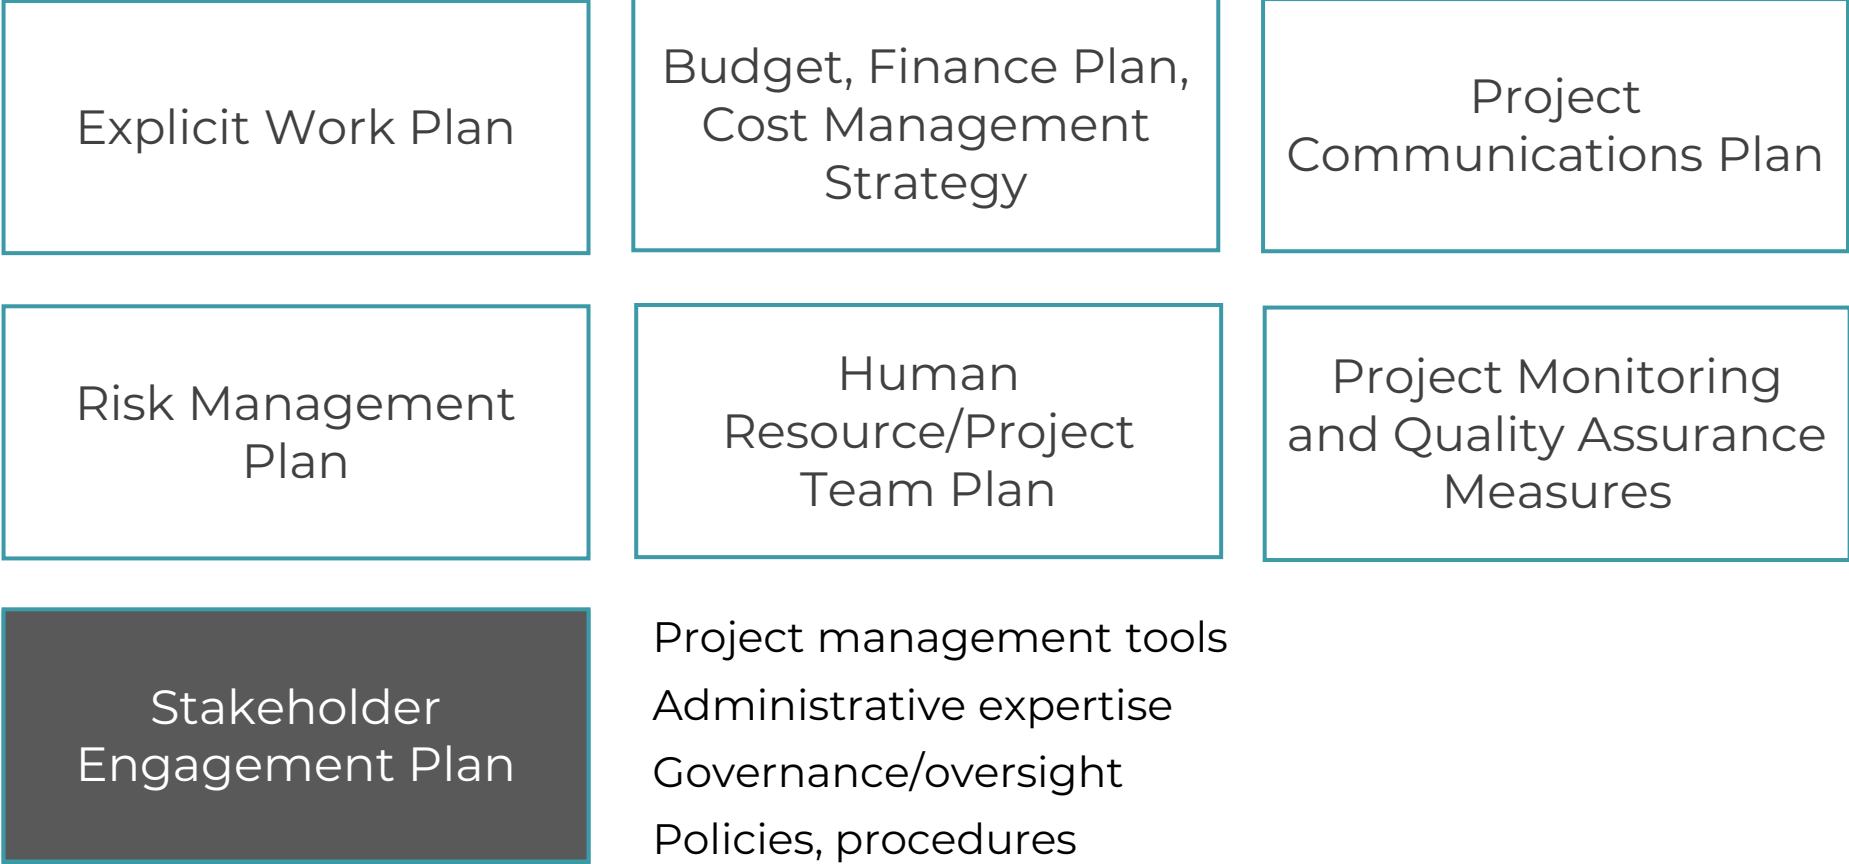 Explicit Work Plan
Budget, Finance Plan,
Cost Management
Strategy
Project
Communications Plan
Risk Management
Plan
Human
Resource/Project
Team Plan
Project Monitoring
and Quality Assurance
Measures
Stakeholder
Engagement Plan
Project management tools
Administrative expertise
Governance/oversight
Policies, procedures